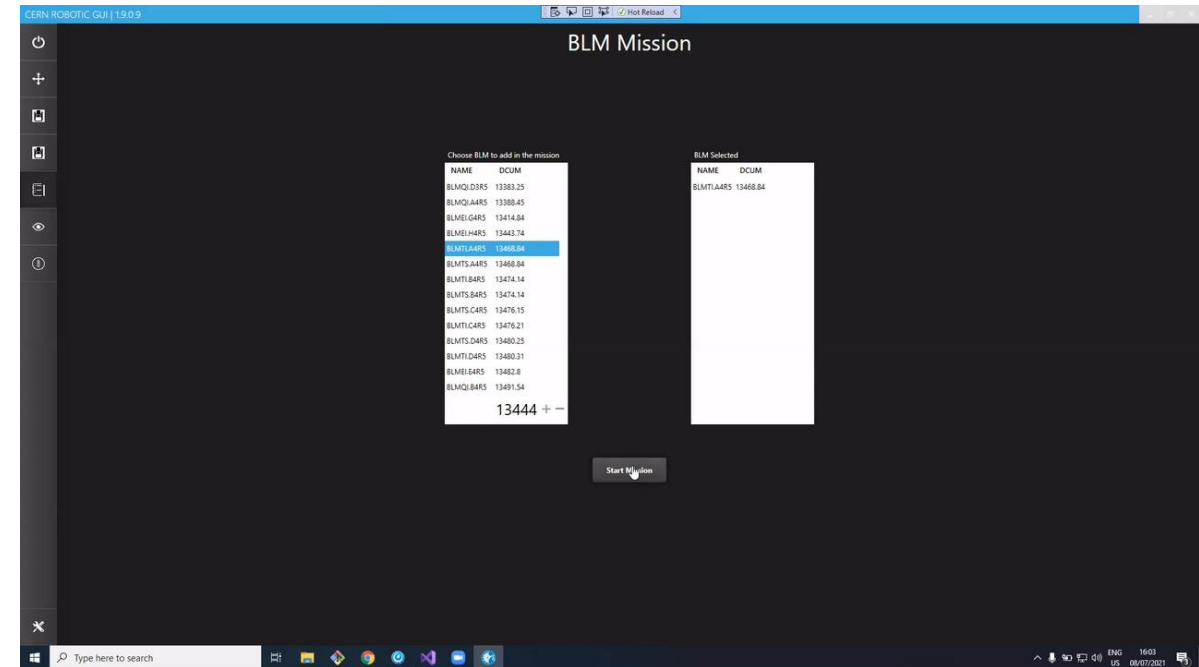 CERN ROBOTIC GUI | 1.9.0.9
Hot Reload
BLM Mission
Choose BLM to add in the mission
NAME DCUM
BLMQI.D3R5 13383.25
BLMQI.A4R5 13388.45
BLMEI.G4R5 13414.84
BLMEI.H4R5 13443.74
BLMTI.A4R5 13468.84
BLMTS.A4R5 13468.84
BLMTI.B4R5 13474.14
BLMTS.B4R5 13474.14
BLMTS.C4R5 13476.15
BLMTI.C4R5 13476.21
BLMTS.D4R5 13480.25
BLMTI.D4R5 13480.31
BLMEI.E4R5 13482.8
BLMQI.B4R5 13491.54
13444 + −
BLM Selected
NAME DCUM
BLMTI.A4R5 13468.84
Start Mission
Type here to search
ENG
US
16:03
08/07/2021